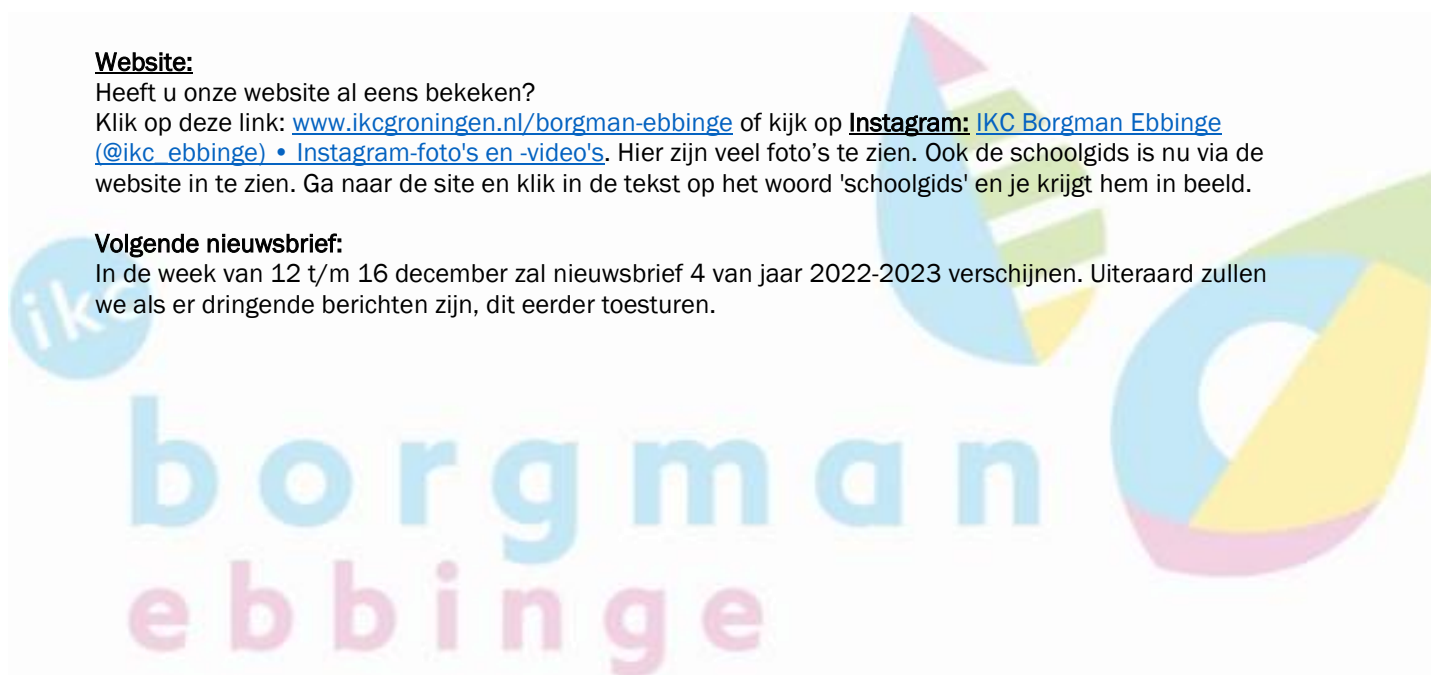 Website:
Heeft u onze website al eens bekeken?
Klik op deze link: www.ikcgroningen.nl/borgman-ebbinge of kijk op Instagram: IKC Borgman Ebbinge
(@ikc_ebbinge) • Instagram-foto's en -video's. Hier zijn veel foto’s te zien. Ook de schoolgids is nu via de
website in te zien. Ga naar de site en klik in de tekst op het woord 'schoolgids' en je krijgt hem in beeld.
Volgende nieuwsbrief:
In de week van 12 t/m 16 december zal nieuwsbrief 4 van jaar 2022-2023 verschijnen. Uiteraard zullen
we als er dringende berichten zijn, dit eerder toesturen.
ikc
borgman
ebbinge